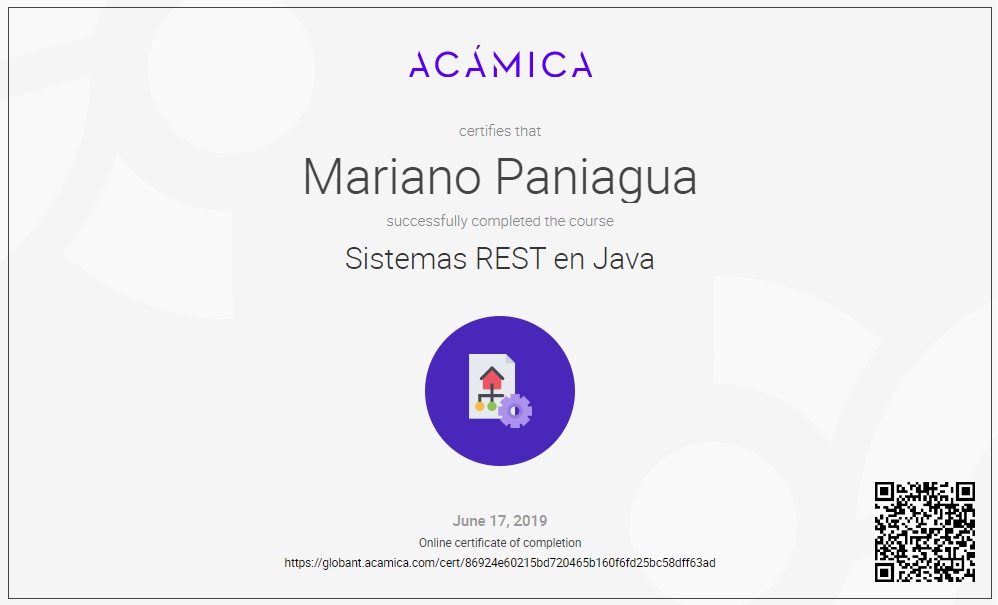 ACÁMICA
certifies that
Mariano Paniagua
successfully completed the course
Sistemas REST en Java
June 17, 2019
Online certificate of completion
https://globant.acamica.com/cert/86924e60215bd720465b160f6fd25bc58dff63ad